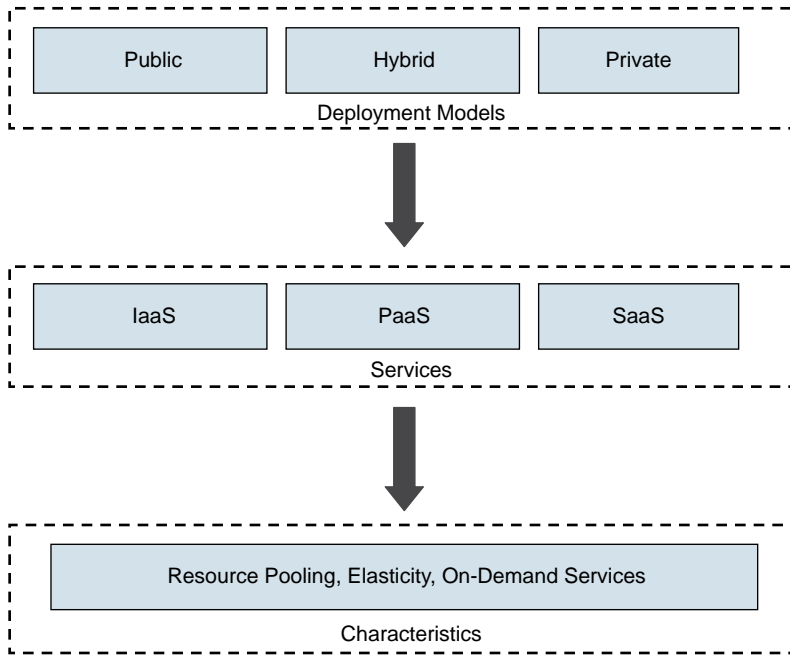 Public
Hybrid
Private
Deployment Models
IaaS
PaaS
SaaS
Services
Resource Pooling, Elasticity, On-Demand Services
Characteristics